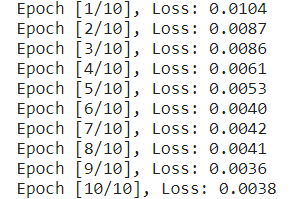 Epoch [1/10], Loss: 0.0104
Epoch [2/10], Loss: 0.0087
Epoch [3/10], Loss: 0.0086
Epoch [4/10], Loss: 0.0061
Epoch [5/10], Loss: 0.0053
Epoch [6/10], Loss: 0.0040
Epoch [7/10], Loss: 0.0042
Epoch [8/10], Loss: 0.0041
Epoch [9/10], Loss: 0.0036
Epoch [10/10], Loss: 0.0038